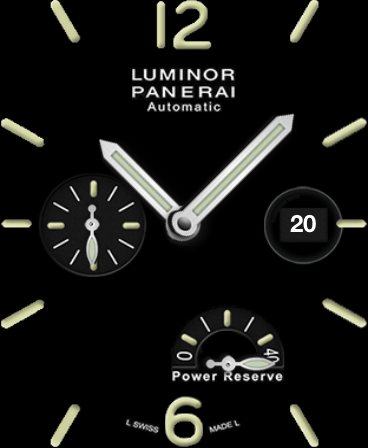 12
LUMINOR
PANERAI
Automatic
20
0 40
Power Reserve
L SWISS 6 MADE L